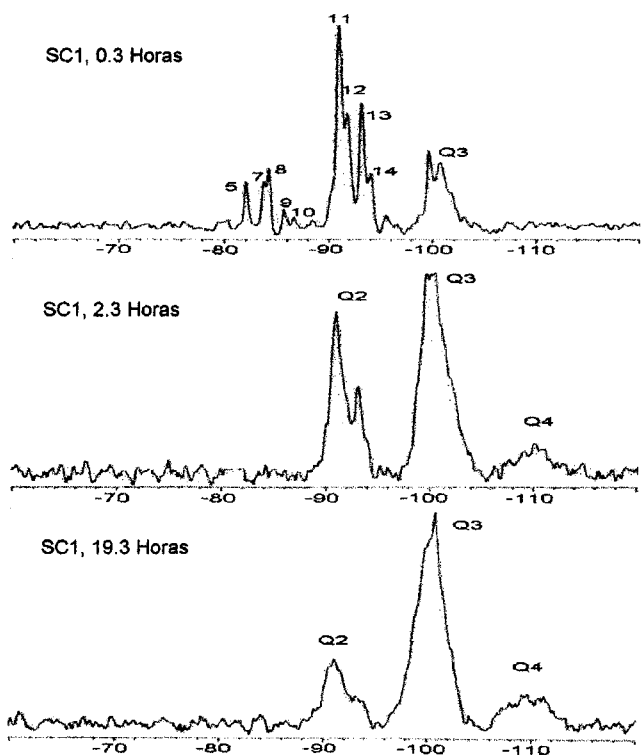 SC1, 0.3 Horas
11
12
13
14
5
7
8
9
10
Q3
-70 -80 -90 -100 -110
SC1, 2.3 Horas
Q2
Q3
Q4
-70 -80 -90 -100 -110
SC1, 19.3 Horas
Q2
Q3
Q4
-70 -80 -90 -100 -110